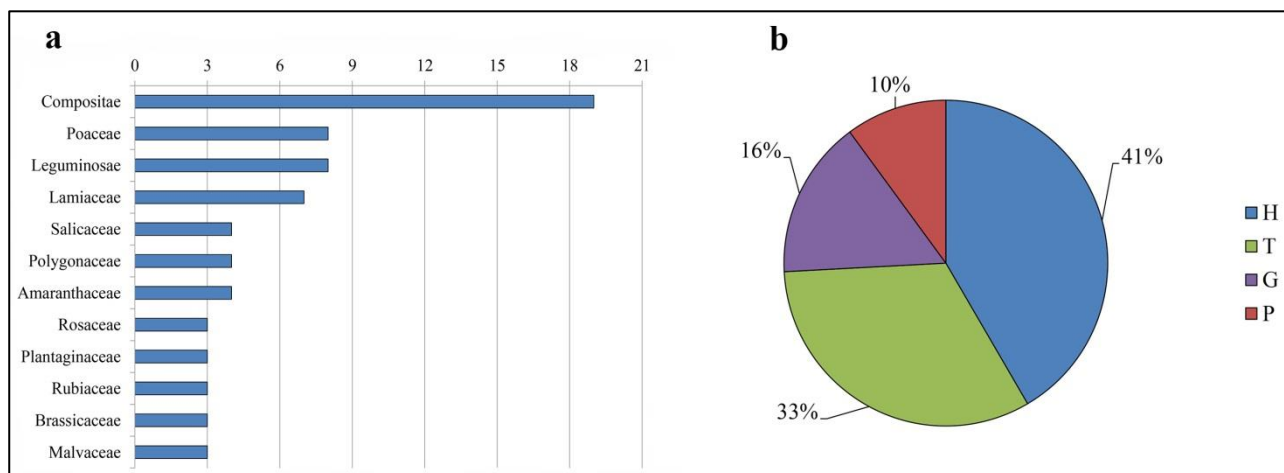 a
0 3 6 9 12 15 18 21
Compositae
Poaceae
Leguminosae
Lamiaceae
Salicaceae
Polygonaceae
Amaranthaceae
Rosaceae
Plantaginaceae
Rubiaceae
Brassicaceae
Malvaceae
b
10%
16%
41%
33%
H
T
G
P